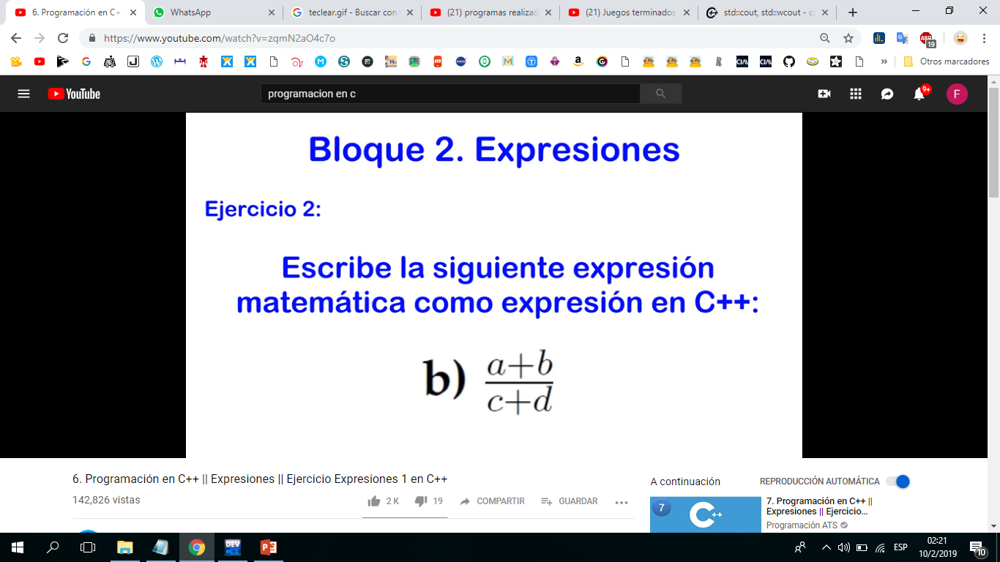 6. Programación en C+
WhatsApp
teclear.gif - Buscar con
(21) programas realizad
(21) Juegos terminados
std::cout, std::wcout - cp
https://www.youtube.com/watch?v=zqmN2aO4c7o
ABP
19
Otros marcadores
YouTube
programacion en c
9+
F
Bloque 2. Expresiones
Ejercicio 2:
Escribe la siguiente expresión
matemática como expresión en C++:
b) a+b
c+d
6. Programación en C++ || Expresiones || Ejercicio Expresiones 1 en C++
142,826 vistas
2 K
19
COMPARTIR
GUARDAR
A continuación
REPRODUCCIÓN AUTOMÁTICA
7
C++
7. Programación en C++ ||
Expresiones || Ejercicio...
Programación ATS
DEV
C++
ESP
02:21
10/2/2019
10